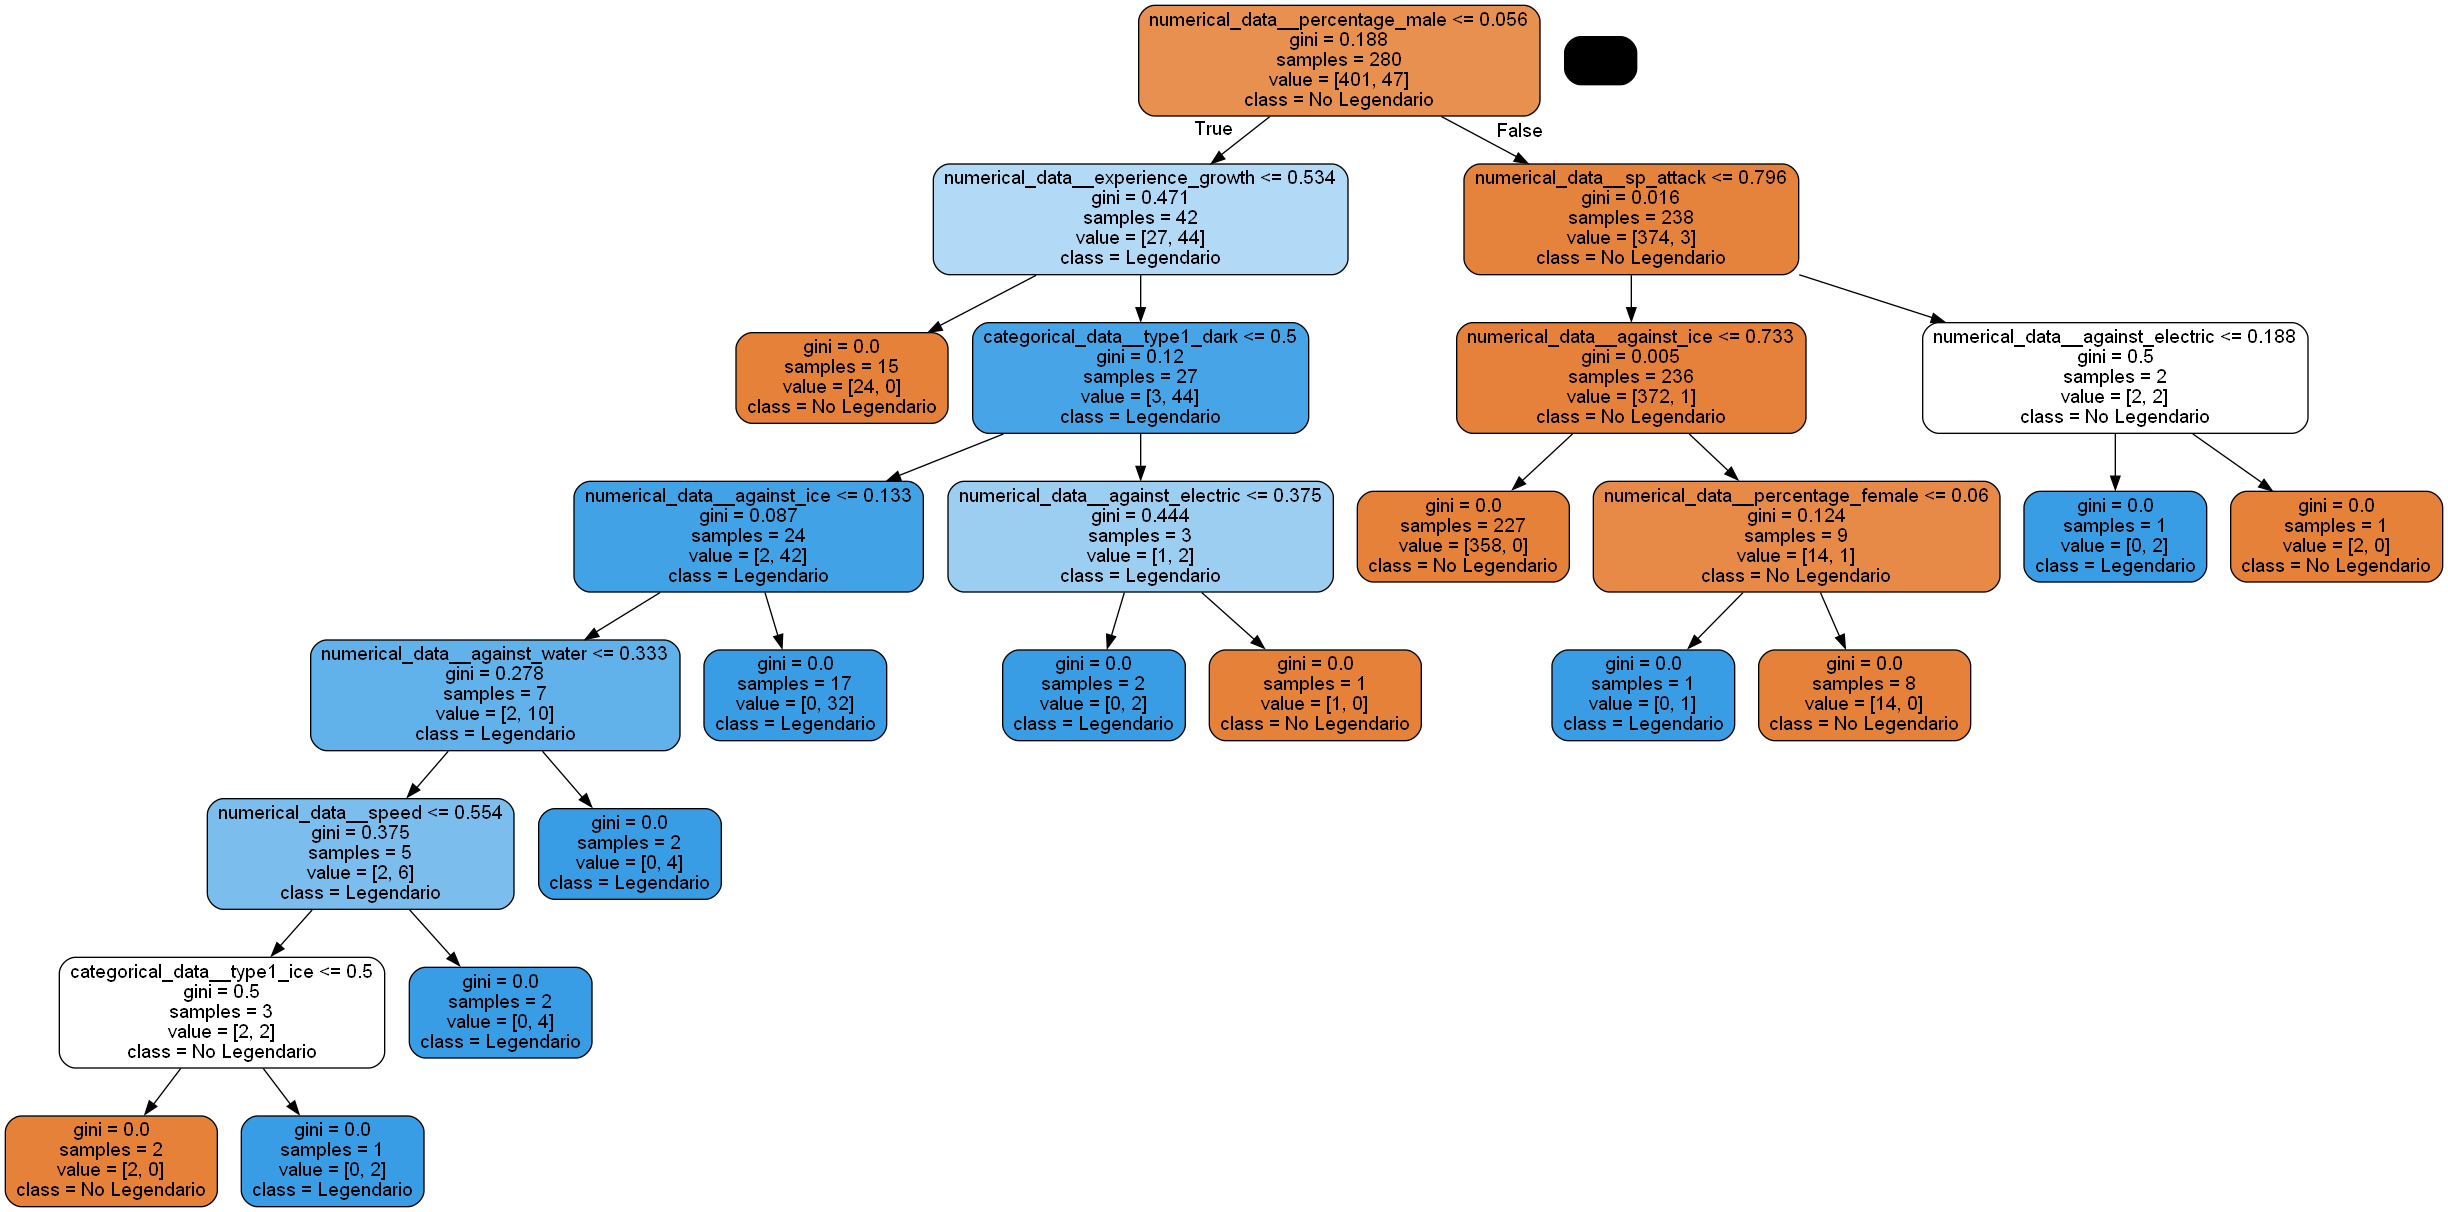 numerical_data__percentage_male <= 0.056
gini = 0.188
samples = 280
value = [401, 47]
class = No Legendario
True
False
numerical_data__experience_growth <= 0.534
gini = 0.471
samples = 42
value = [27, 44]
class = Legendario
numerical_data__sp_attack <= 0.796
gini = 0.016
samples = 238
value = [374, 3]
class = No Legendario
gini = 0.0
samples = 15
value = [24, 0]
class = No Legendario
categorical_data__type1_dark <= 0.5
gini = 0.12
samples = 27
value = [3, 44]
class = Legendario
numerical_data__against_ice <= 0.733
gini = 0.005
samples = 236
value = [372, 1]
class = No Legendario
numerical_data__against_electric <= 0.188
gini = 0.5
samples = 2
value = [2, 2]
class = No Legendario
numerical_data__against_ice <= 0.133
gini = 0.087
samples = 24
value = [2, 42]
class = Legendario
numerical_data__against_electric <= 0.375
gini = 0.444
samples = 3
value = [1, 2]
class = Legendario
gini = 0.0
samples = 227
value = [358, 0]
class = No Legendario
numerical_data__percentage_female <= 0.06
gini = 0.124
samples = 9
value = [14, 1]
class = No Legendario
gini = 0.0
samples = 1
value = [0, 2]
class = Legendario
gini = 0.0
samples = 1
value = [2, 0]
class = No Legendario
numerical_data__against_water <= 0.333
gini = 0.278
samples = 7
value = [2, 10]
class = Legendario
gini = 0.0
samples = 17
value = [0, 32]
class = Legendario
gini = 0.0
samples = 2
value = [0, 2]
class = Legendario
gini = 0.0
samples = 1
value = [1, 0]
class = No Legendario
gini = 0.0
samples = 1
value = [0, 1]
class = Legendario
gini = 0.0
samples = 8
value = [14, 0]
class = No Legendario
numerical_data__speed <= 0.554
gini = 0.375
samples = 5
value = [2, 6]
class = Legendario
gini = 0.0
samples = 2
value = [0, 4]
class = Legendario
categorical_data__type1_ice <= 0.5
gini = 0.5
samples = 3
value = [2, 2]
class = No Legendario
gini = 0.0
samples = 2
value = [0, 4]
class = Legendario
gini = 0.0
samples = 2
value = [2, 0]
class = No Legendario
gini = 0.0
samples = 1
value = [0, 2]
class = Legendario